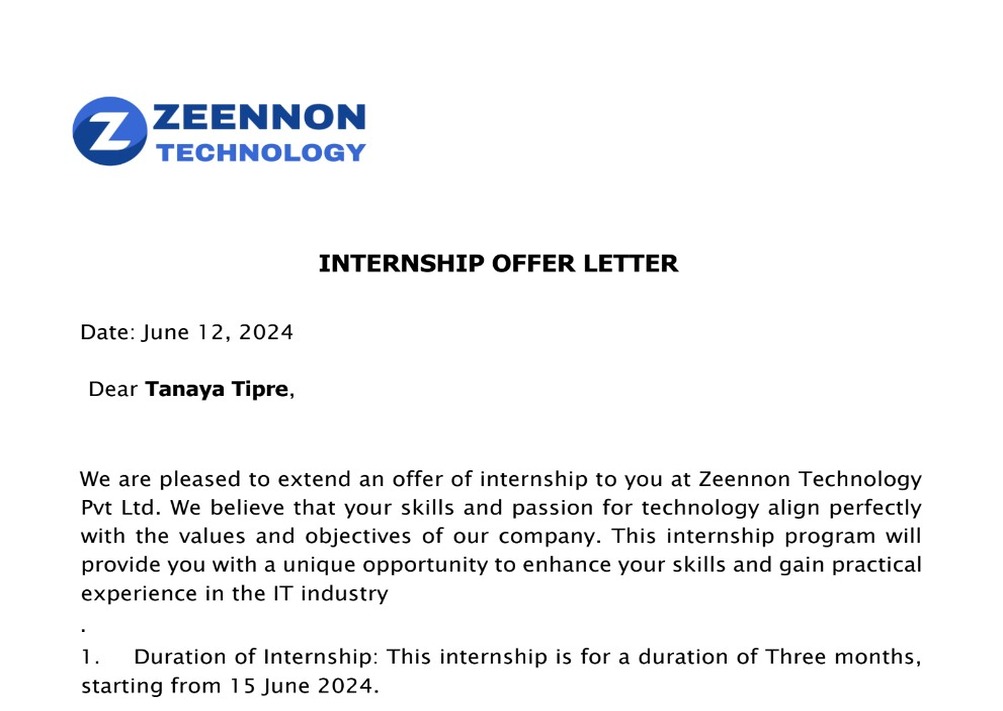 Z ZEENNON
TECHNOLOGY
INTERNSHIP OFFER LETTER
Date: June 12, 2024
Dear Tanaya Tipre,
We are pleased to extend an offer of internship to you at Zeennon Technology
Pvt Ltd. We believe that your skills and passion for technology align perfectly
with the values and objectives of our company. This internship program will
provide you with a unique opportunity to enhance your skills and gain practical
experience in the IT industry
.
1. Duration of Internship: This internship is for a duration of Three months,
starting from 15 June 2024.